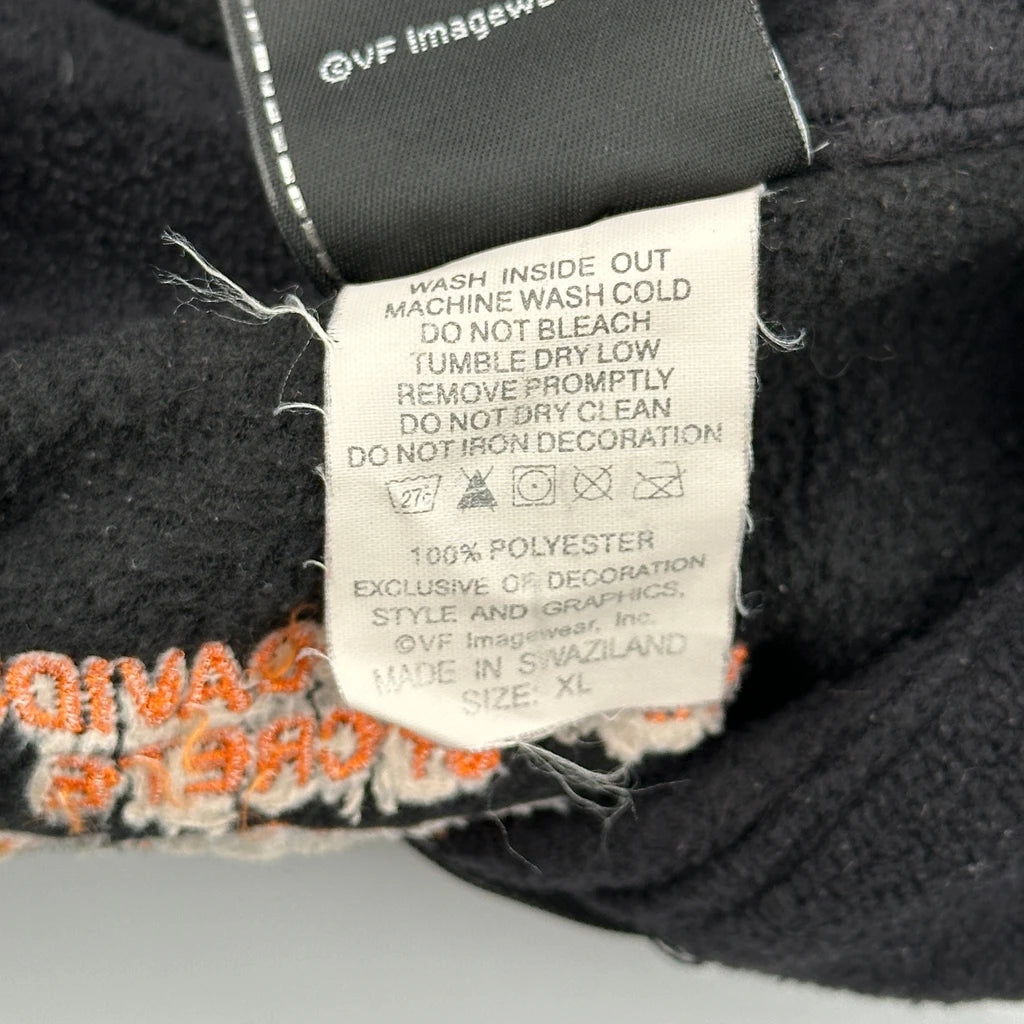 ©VF Imagewe
WASH INSIDE OUT
MACHINE WASH COLD
DO NOT BLEACH
TUMBLE DRY LOW
REMOVE PROMPTLY
DO NOT DRY CLEAN
DO NOT IRON DECORATION
27c
100% POLYESTER
EXCLUSIVE OF DECORATION
STYLE AND GRAPHICS,
©VF Imagewear, Inc.
MADE IN SWAZILAND
SIZE: XL
DAVID